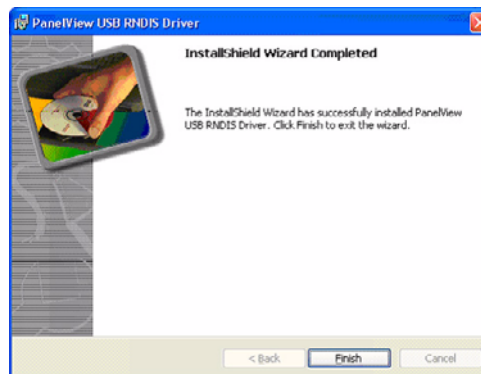 PanelView USB RNDIS Driver
InstallShield Wizard Completed
The InstallShield Wizard has successfully installed PanelView
USB RNDIS Driver. Click Finish to exit the wizard.
< Back
Finish
Cancel